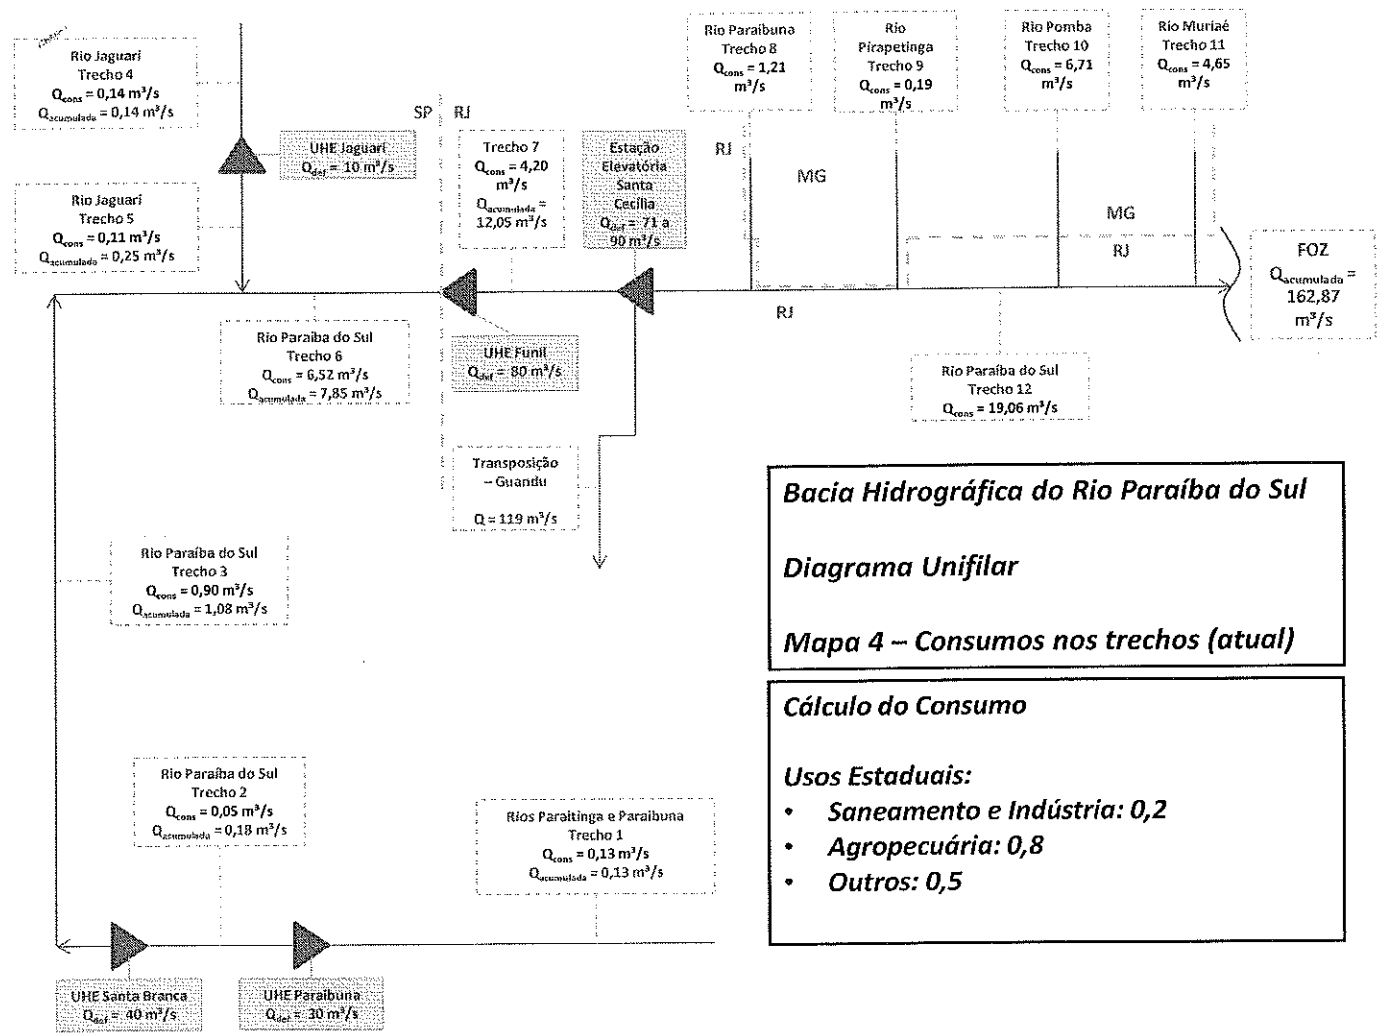 Rio Jaguari
Trecho 4
Qcons = 0,14 m³/s
Qacumulada = 0,14 m³/s
UHE Jaguari
Qdef = 10 m³/s
Rio Jaguari
Trecho 5
Qcons = 0,11 m³/s
Qacumulada = 0,25 m³/s
SP
RJ
Trecho 7
Qcons = 4,20
m³/s
Qacumulada =
12,05 m³/s
Estação
Elevatória
Santa
Cecília
Qdef = 71 a
90 m³/s
Rio Paraibuna
Trecho 8
Qcons = 1,21
m³/s
Rio
Pirapetinga
Trecho 9
Qcons = 0,19
m³/s
Rio Pomba
Trecho 10
Qcons = 6,71
m³/s
Rio Muriaé
Trecho 11
Qcons = 4,65
m³/s
RJ
MG
MG
RJ
RJ
FOZ
Qacumulada =
162,87
m³/s
Rio Paraíba do Sul
Trecho 6
Qcons = 6,52 m³/s
Qacumulada = 7,85 m³/s
UHE Funil
Qdef = 80 m³/s
Rio Paraíba do Sul
Trecho 12
Qcons = 19,06 m³/s
Transposição
– Guandu
Q = 119 m³/s
Rio Paraíba do Sul
Trecho 3
Qcons = 0,90 m³/s
Qacumulada = 1,08 m³/s
Rio Paraíba do Sul
Trecho 2
Qcons = 0,05 m³/s
Qacumulada = 0,18 m³/s
Rios Paraitinga e Paraibuna
Trecho 1
Qcons = 0,13 m³/s
Qacumulada = 0,13 m³/s
UHE Santa Branca
Qdef = 40 m³/s
UHE Paraibuna
Qdef = 30 m³/s
Bacia Hidrográfica do Rio Paraíba do Sul
Diagrama Unifilar
Mapa 4 – Consumos nos trechos (atual)
Cálculo do Consumo
Usos Estaduais:
• Saneamento e Indústria: 0,2
• Agropecuária: 0,8
• Outros: 0,5